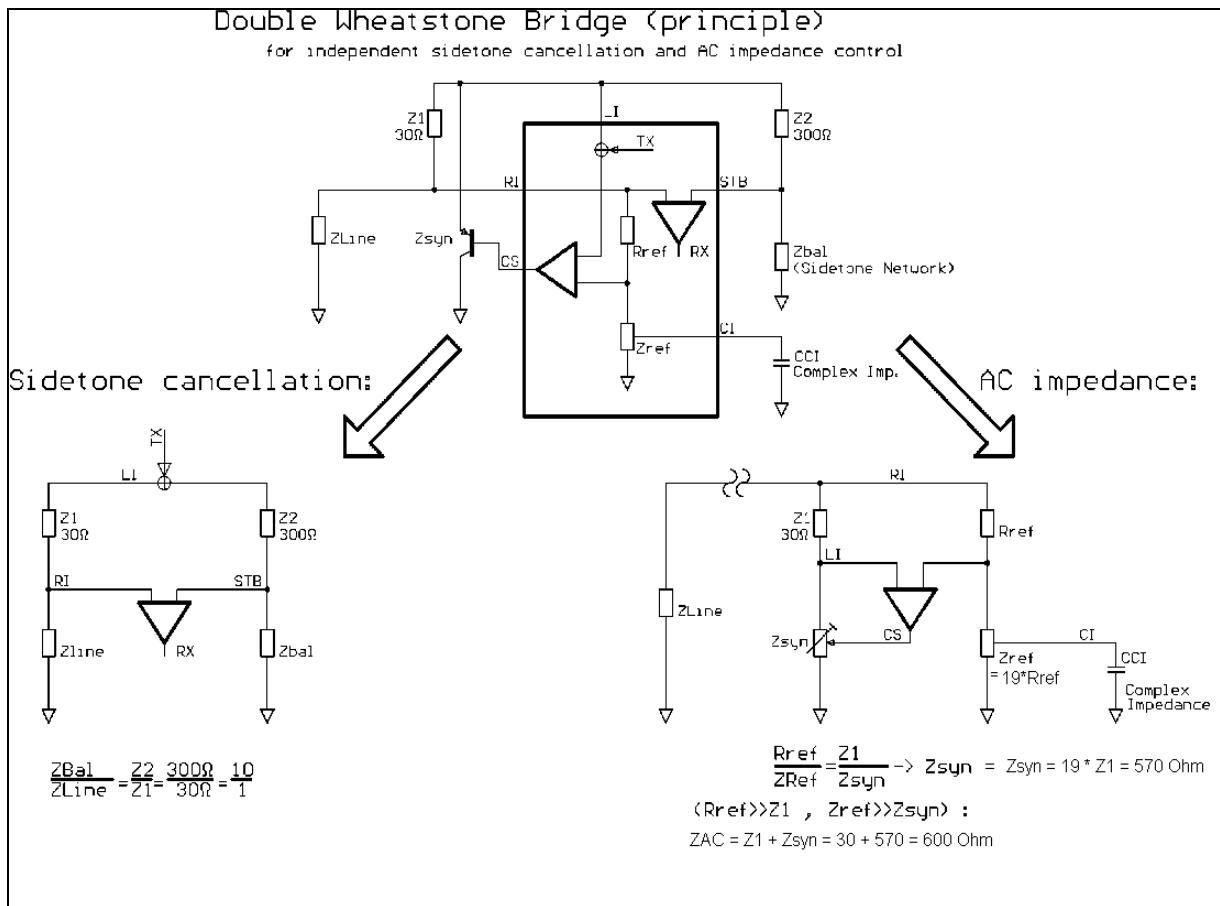 Double Wheatstone Bridge (principle)
for independent sidetone cancellation and AC impedance control
Z1
30Ω
LI
Z2
300Ω
TX
RI
STB
ZLine
Zsyn
CS
Rref
RX
Zbal
(Sidetone Network)
Zref
CI
CCI
Complex Imp.
Sidetone cancellation:
AC impedance:
TX
LI
Z1
30Ω
Z2
300Ω
RI
STB
Zline
RX
Zbal
ZBal/ZLine = Z2/Z1 = 300Ω/30Ω = 10/1
RI
Z1
30Ω
Rref
LI
ZLine
Zsyn
CS
CI
Zref
= 19*Rref
CCI
Complex
Impedance
Rref/ZRef = Z1/Zsyn -> Zsyn = Zsyn = 19 * Z1 = 570 Ohm
(Rref>>Z1 , Zref>>Zsyn) :
ZAC = Z1 + Zsyn = 30 + 570 = 600 Ohm